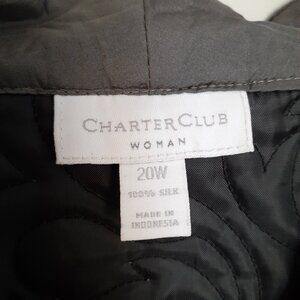 CHARTER CLUB
WOMAN
20W
100% SILK
MADE IN
INDONESIA